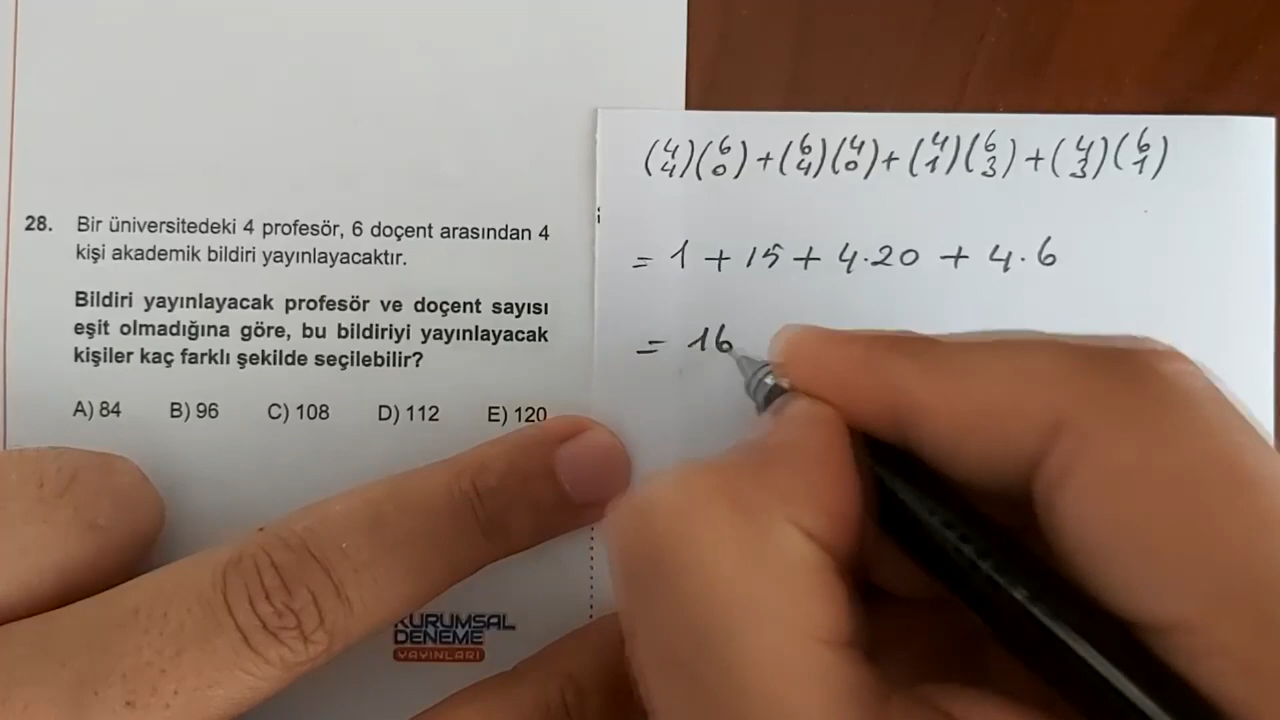 28. Bir üniversitedeki 4 profesör, 6 doçent arasından 4
kişi akademik bildiri yayınlayacaktır.
Bildiri yayınlayacak profesör ve doçent sayısı
eşit olmadığına göre, bu bildiriyi yayınlayacak
kişiler kaç farklı şekilde seçilebilir?
A) 84 B) 96 C) 108 D) 112 E) 120
KURUMSAL
DENEME
YAYINLARI
(4 4)(6 0) + (6 4)(4 0) + (4 1)(6 3) + (4 3)(6 1)
= 1 + 15 + 4·20 + 4·6
= 16